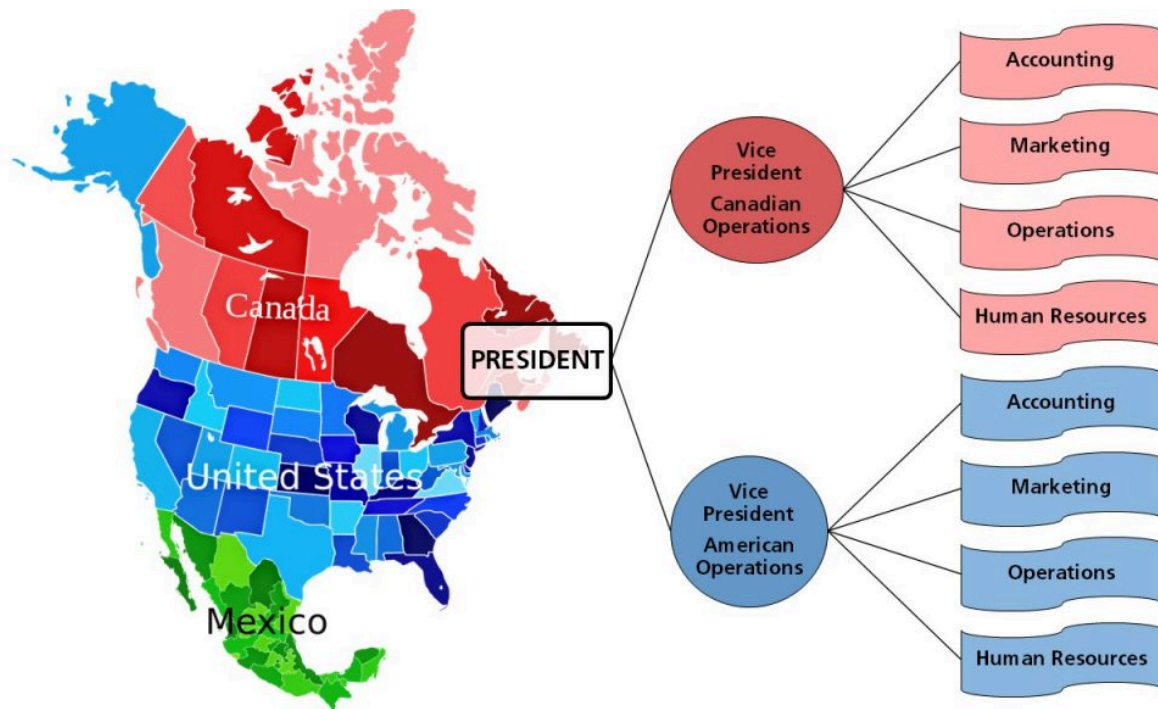 Canada
United States
Mexico
PRESIDENT
Vice
President
Canadian
Operations
Accounting
Marketing
Operations
Human Resources
Vice
President
American
Operations
Accounting
Marketing
Operations
Human Resources